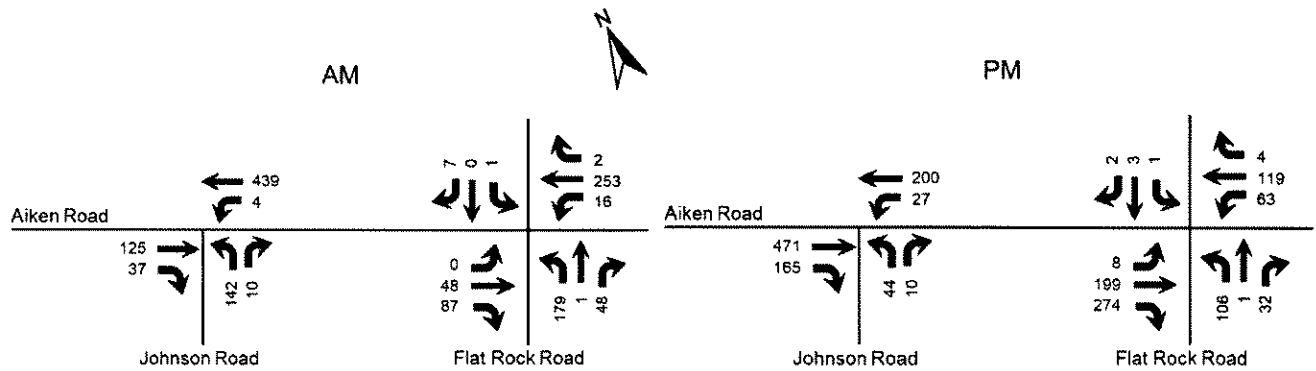 N
AM
PM
7 0 1
2
253
16
439
4
Aiken Road
125
37
142 10
0
48
87
179 1 48
Johnson Road
Flat Rock Road
2 3 1
4
119
63
200
27
Aiken Road
471
165
44 10
8
199
274
106 1 32
Johnson Road
Flat Rock Road